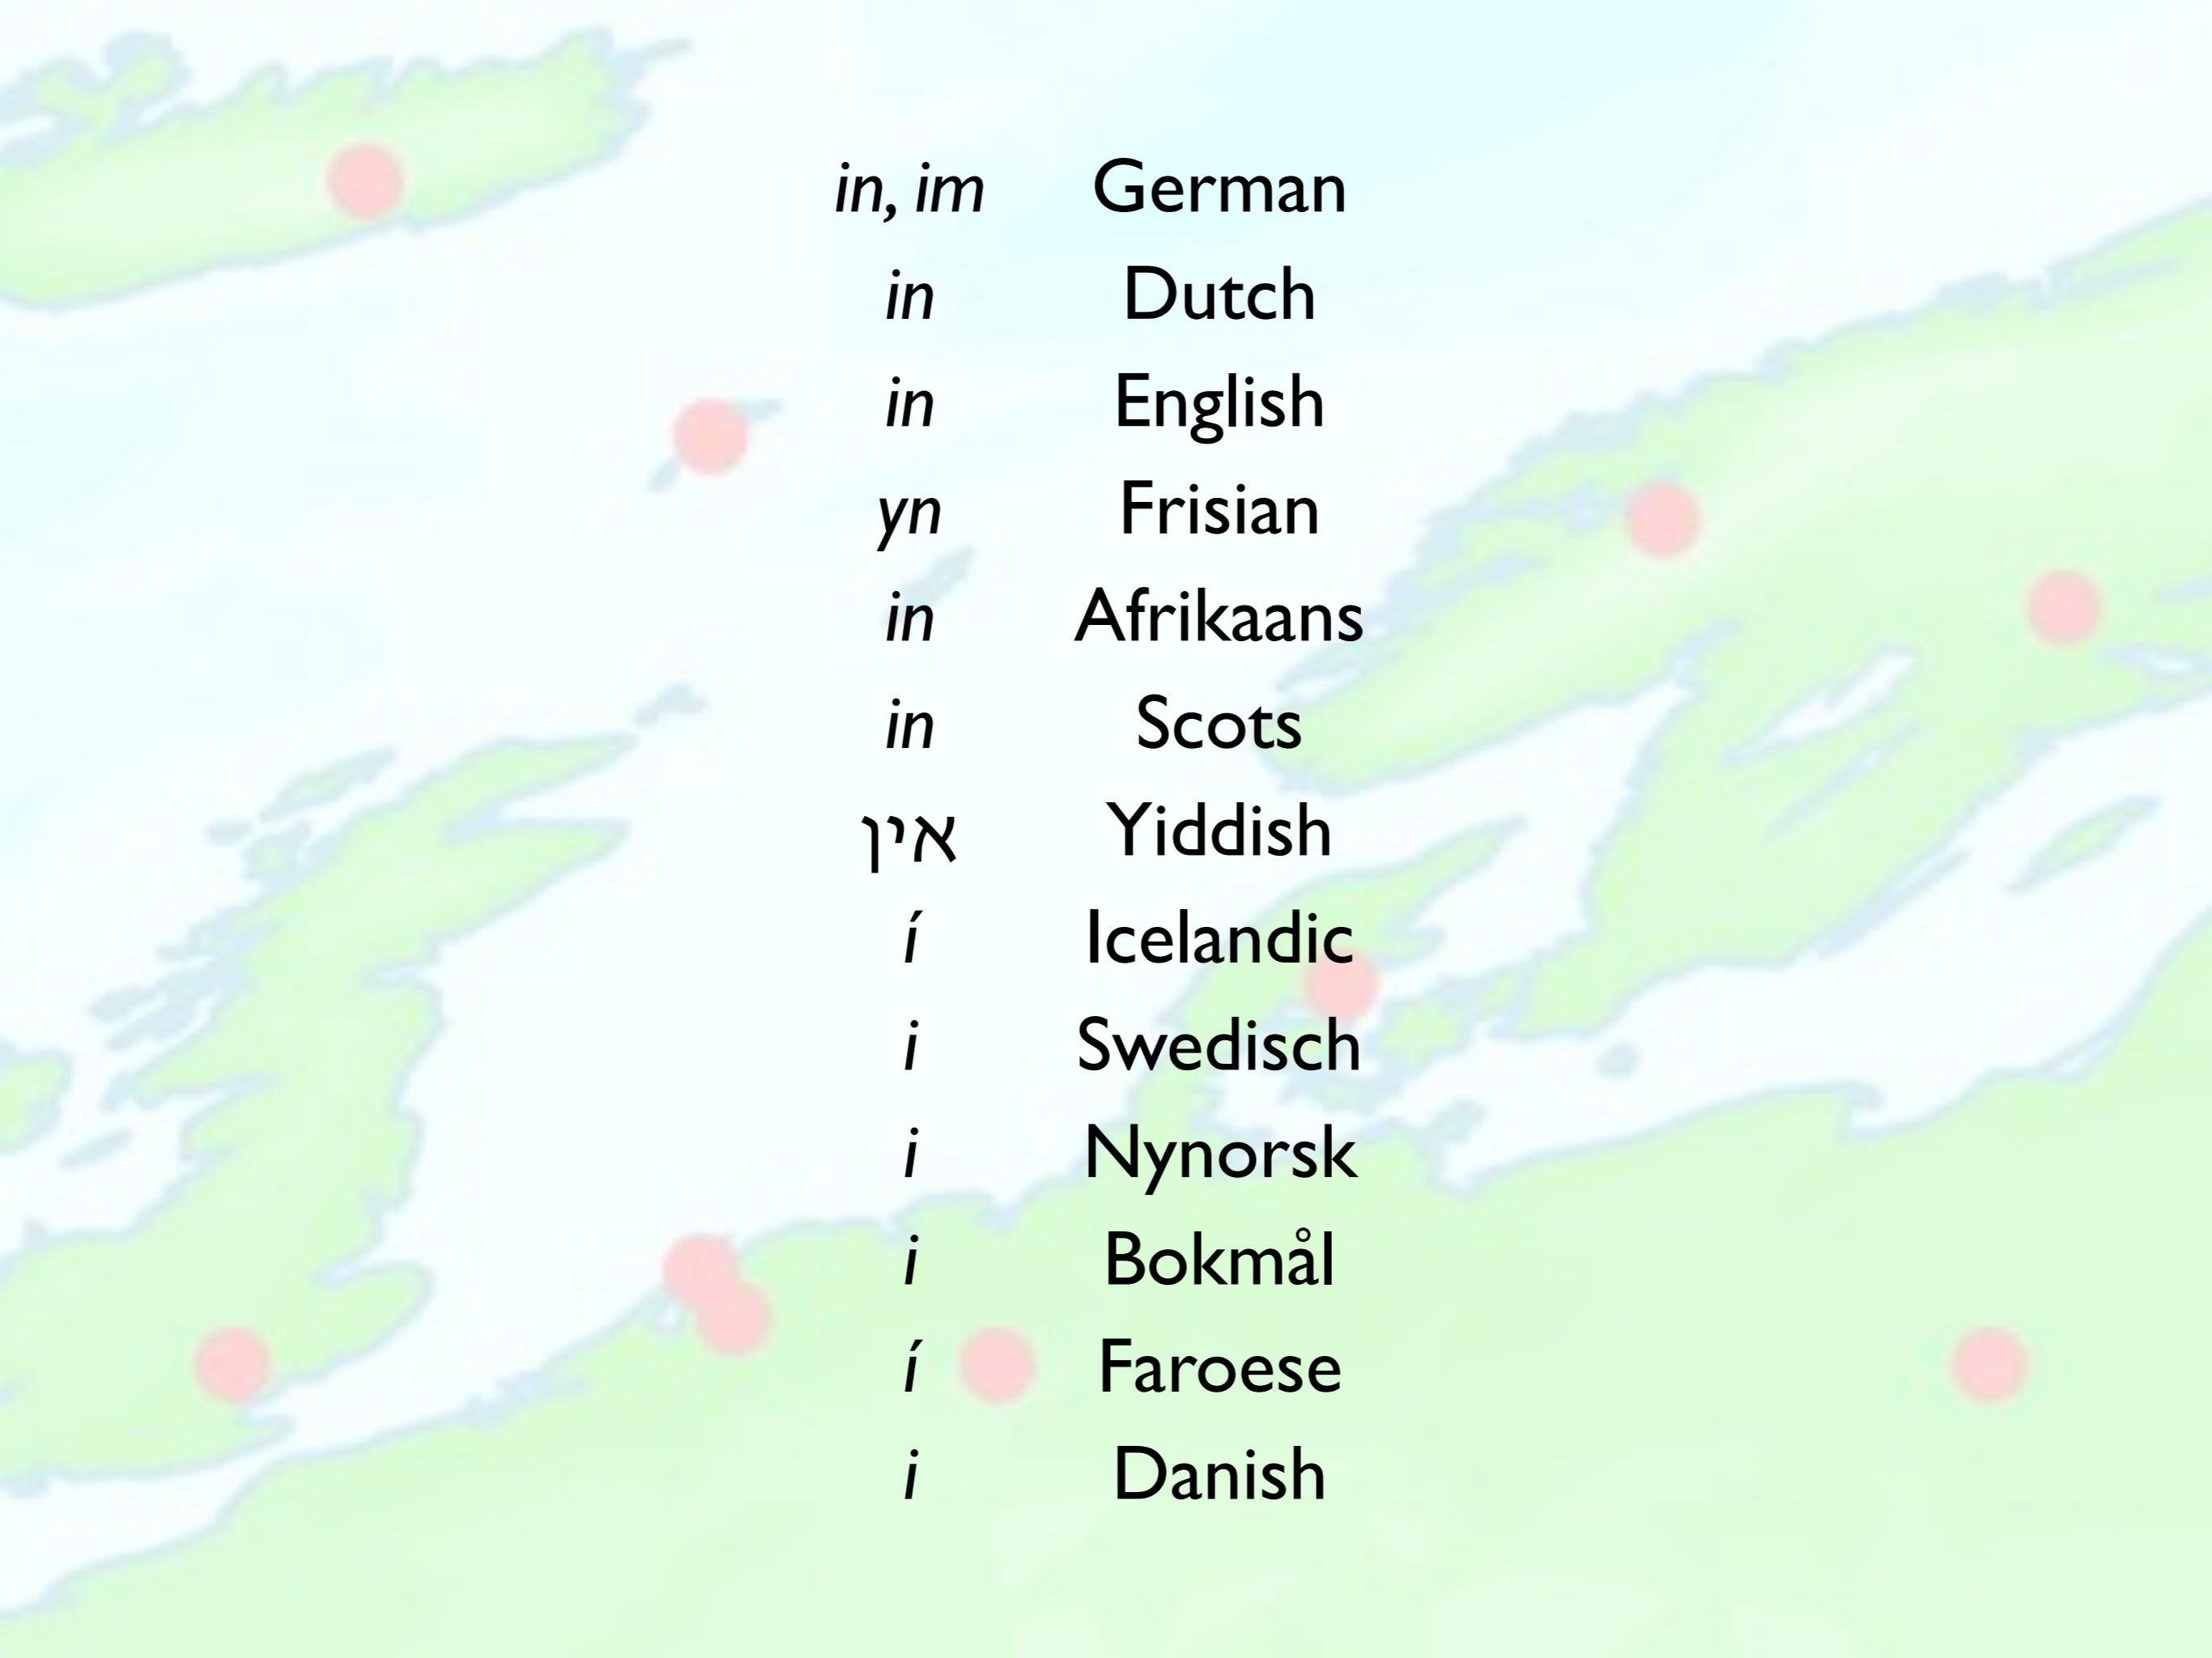 in, im German
in Dutch
in English
yn Frisian
in Afrikaans
in Scots
אין Yiddish
í Icelandic
i Swedisch
i Nynorsk
i Bokmål
í Faroese
i Danish